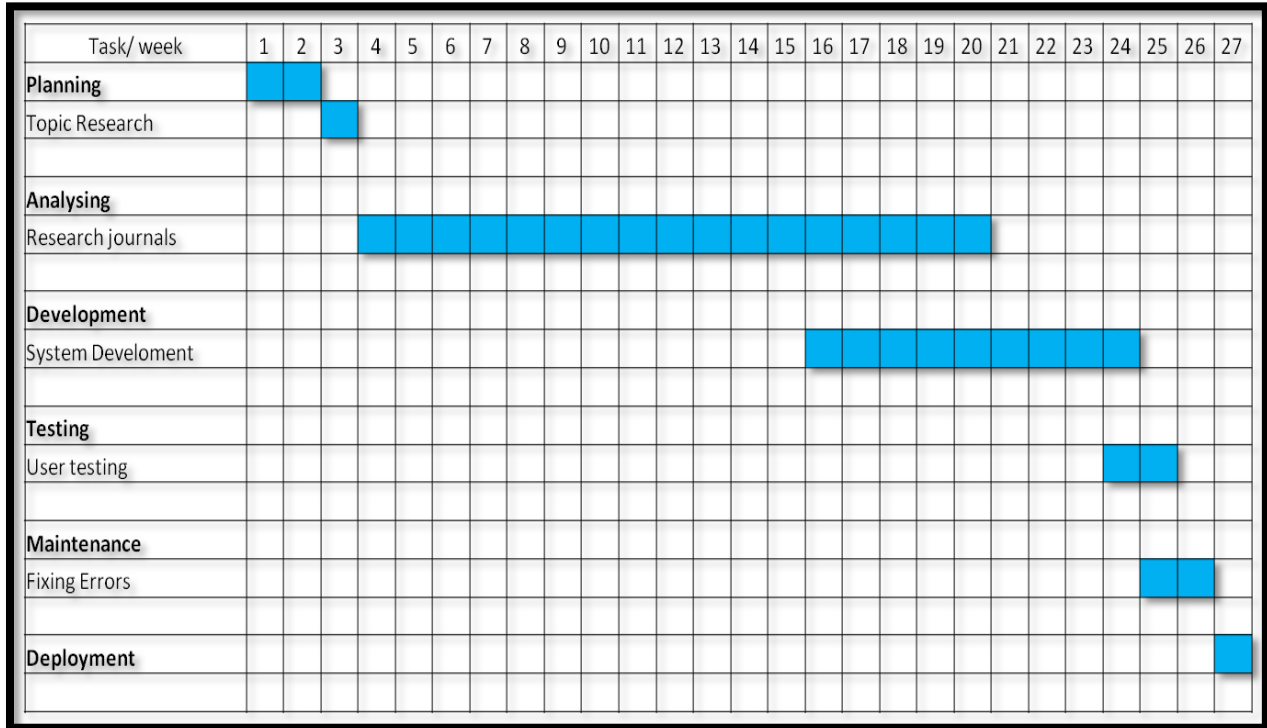 Task/ week 1 2 3 4 5 6 7 8 9 10 11 12 13 14 15 16 17 18 19 20 21 22 23 24 25 26 27
Planning
Topic Research
Analysing
Research journals
Development
System Develoment
Testing
User testing
Maintenance
Fixing Errors
Deployment